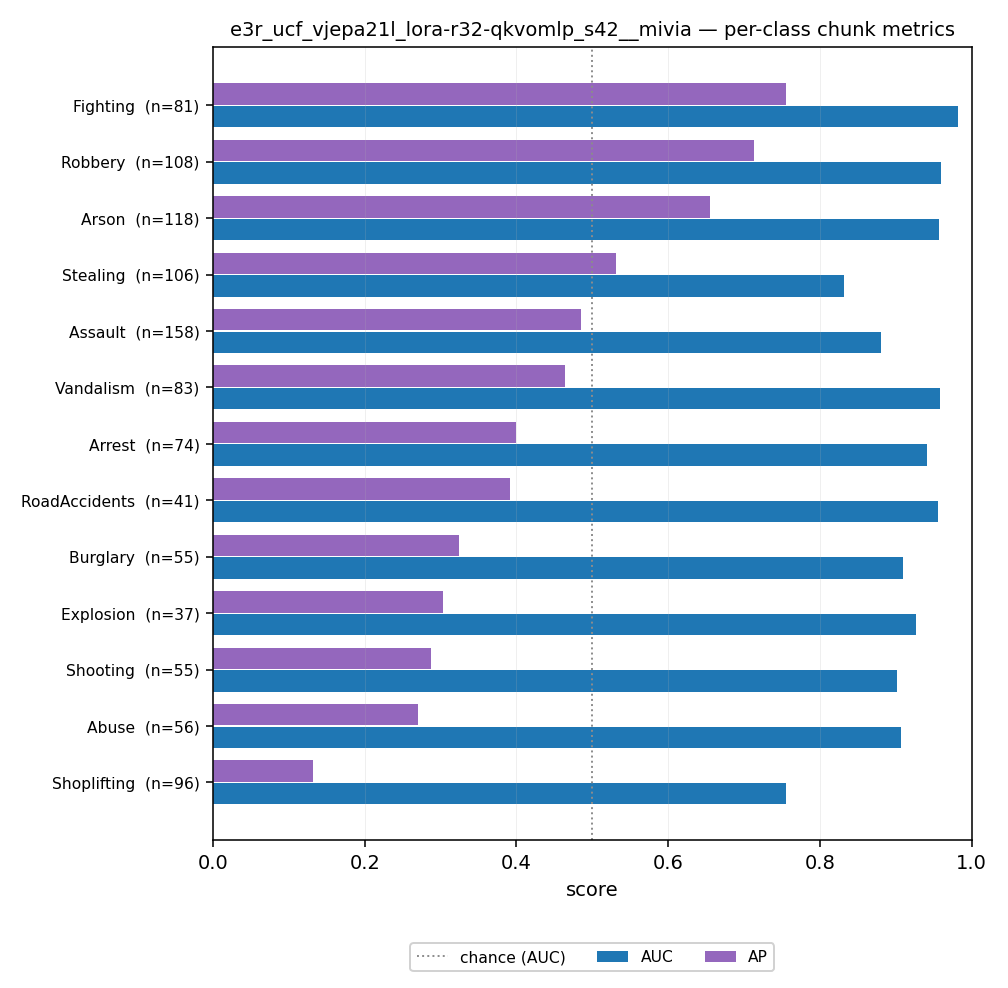 e3r_ucf_vjepa21l_lora-r32-qkvomlp_s42__mivia — per-class chunk metrics
Fighting (n=81)
Robbery (n=108)
Arson (n=118)
Stealing (n=106)
Assault (n=158)
Vandalism (n=83)
Arrest (n=74)
RoadAccidents (n=41)
Burglary (n=55)
Explosion (n=37)
Shooting (n=55)
Abuse (n=56)
Shoplifting (n=96)
0.0 0.2 0.4 0.6 0.8 1.0
score
chance (AUC) AUC AP